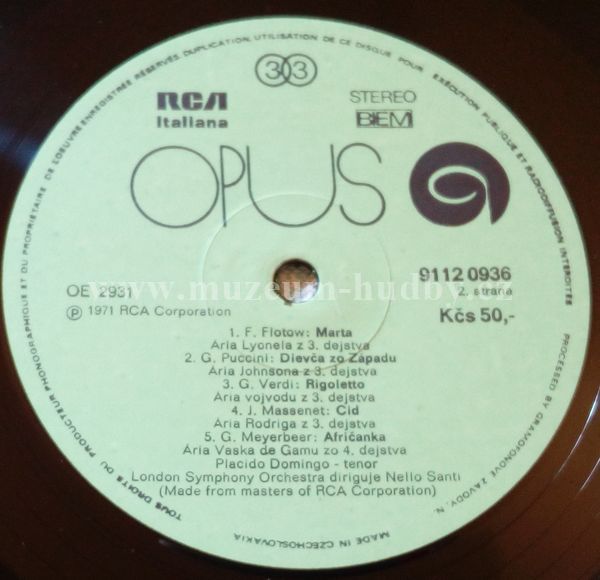 TOUS DROITS DU PRODUCTEUR PHONOGRAPHIQUE ET DU PROPRIÉTAIRE DE L'OEUVRE ENREGISTRÉE RÉSERVÉS. DUPLICATION, UTILISATION DE CE DISQUE POUR EXÉCUTION PUBLIQUE ET RADIODIFFUSION INTERDITES
33
RCA STEREO
Italiana BIEM
OPUS
9112 0936
OE 2931 2. strana
℗ 1971 RCA Corporation Kčs 50,-
www.muzeum-hudby.cz
1. F. Flotow: Marta
Ária Lyonela z 3. dejstva
2. G. Puccini: Dievča zo Západu
Ária Johnsona z 3. dejstva
3. G. Verdi: Rigoletto
Ária vojvodu z 3. dejstva
4. J. Massenet: Cid
Ária Rodriga z 3. dejstva
5. G. Meyerbeer: Afričanka
Ária Vaska de Gamu zo 4. dejstva
Placido Domingo - tenor
London Symphony Orchestra diriguje Nello Santi
(Made from masters of RCA Corporation)
PROCESSED BY GRAMOFONOVÉ ZÁVODY, N.
MADE IN CZECHOSLOVAKIA